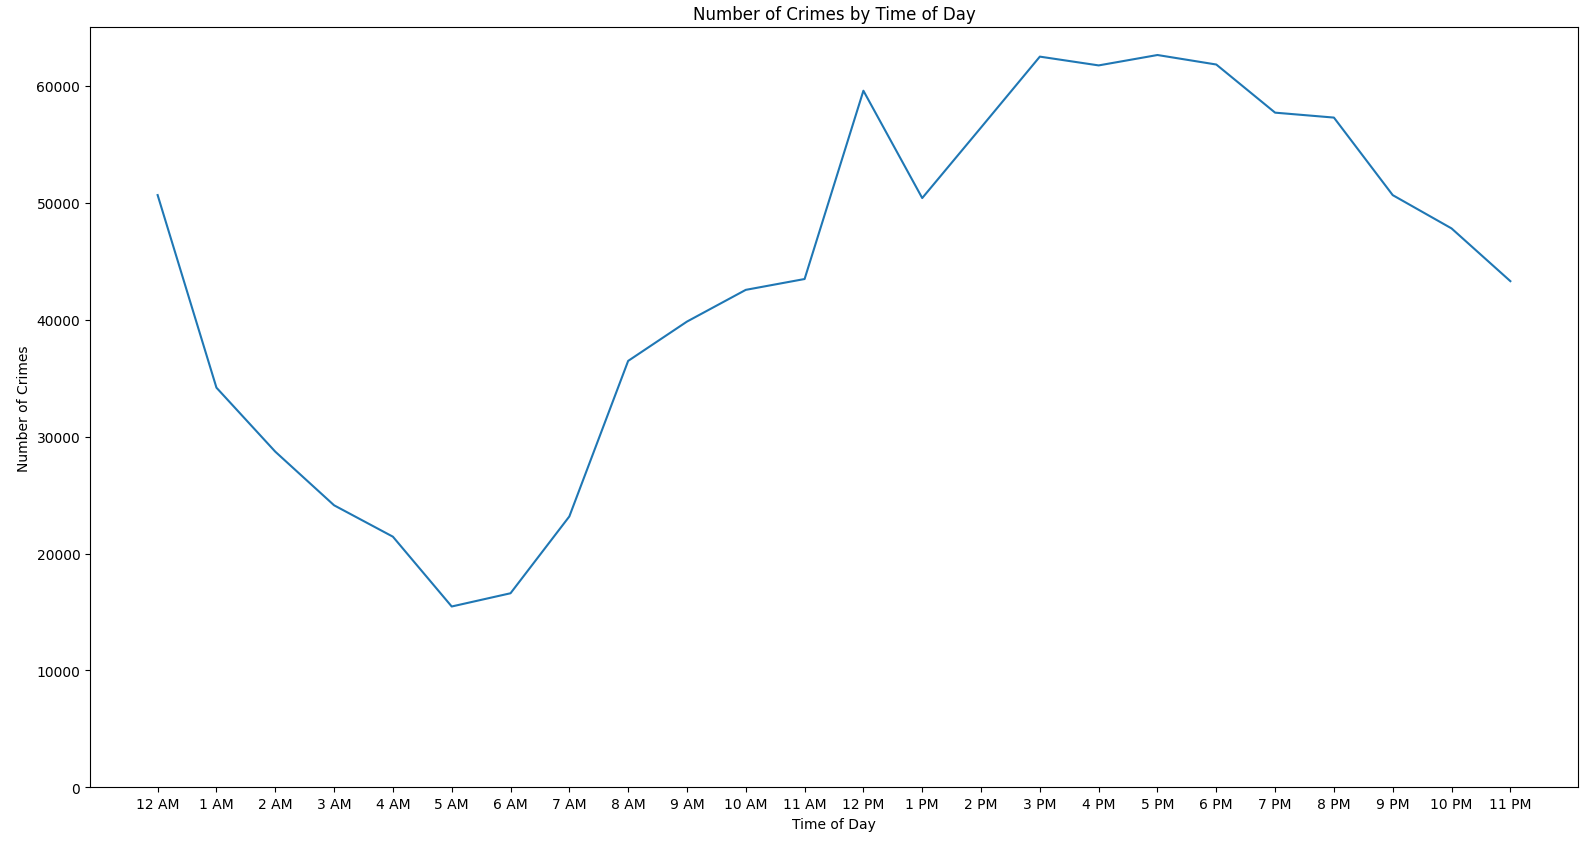 Number of Crimes by Time of Day
Number of Crimes
60000
50000
40000
30000
20000
10000
0
12 AM 1 AM 2 AM 3 AM 4 AM 5 AM 6 AM 7 AM 8 AM 9 AM 10 AM 11 AM 12 PM 1 PM 2 PM 3 PM 4 PM 5 PM 6 PM 7 PM 8 PM 9 PM 10 PM 11 PM
Time of Day